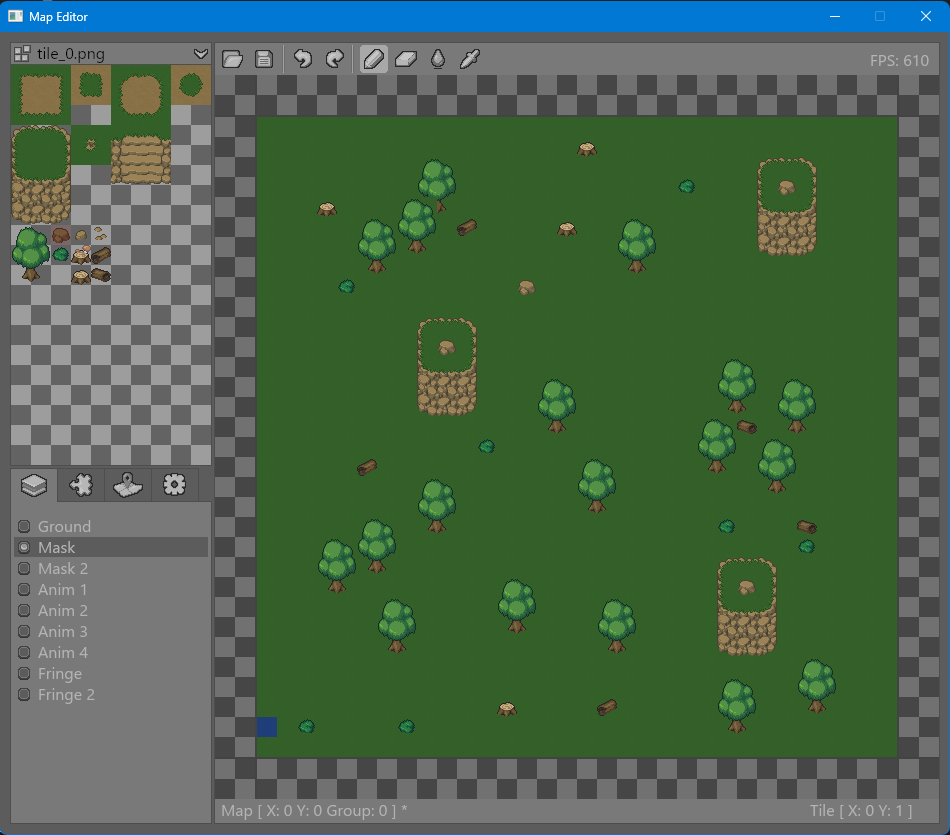 Map Editor
tile_0.png
FPS: 610
Ground
Mask
Mask 2
Anim 1
Anim 2
Anim 3
Anim 4
Fringe
Fringe 2
Map [ X: 0 Y: 0 Group: 0 ] *
Tile [ X: 0 Y: 1 ]